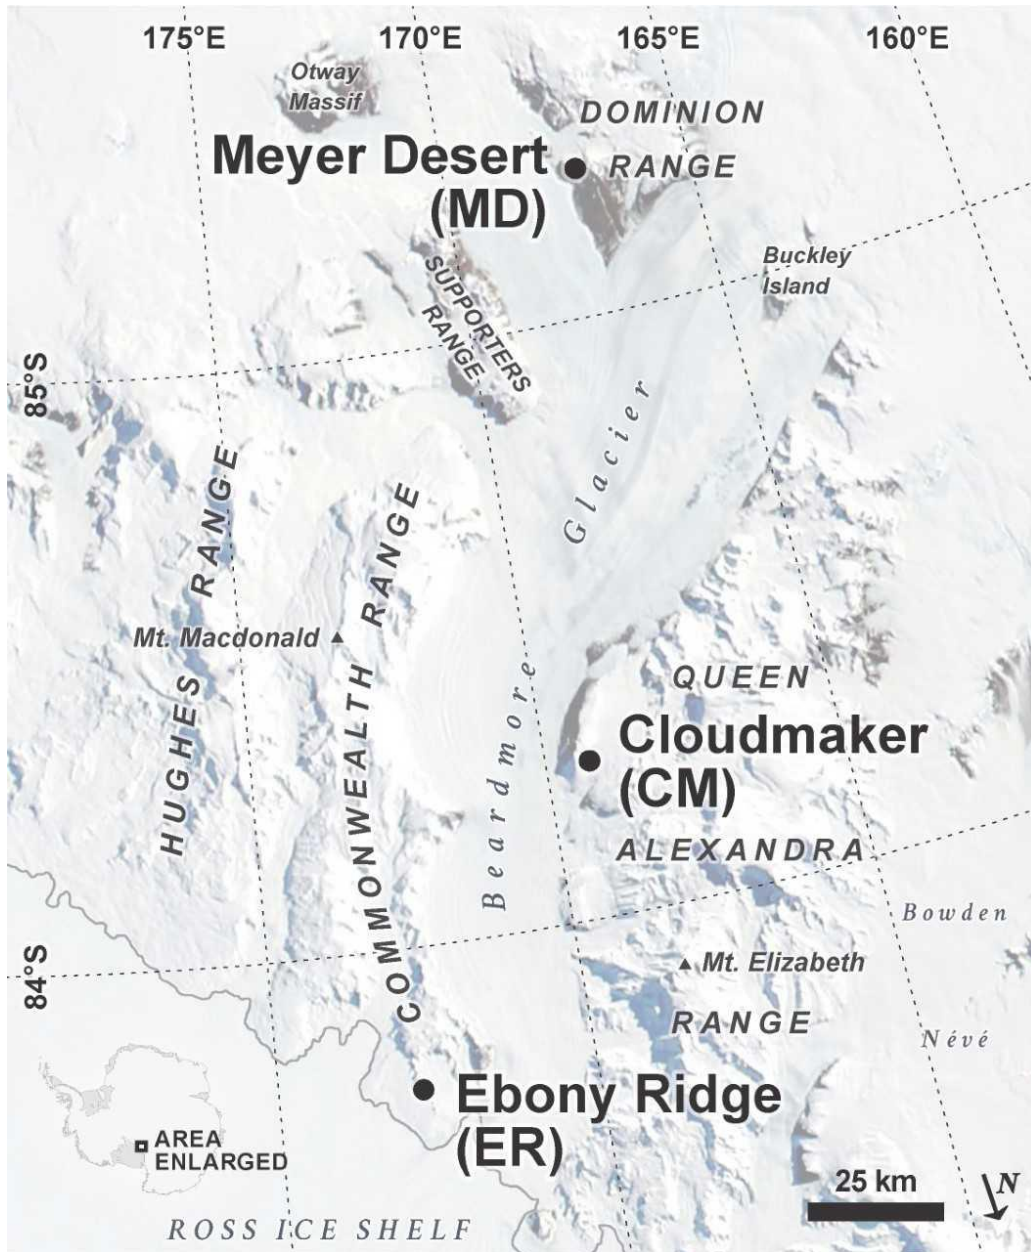 175°E
170°E
165°E
160°E
Otway
Massif
DOMINION
RANGE
Meyer Desert
(MD)
Buckley
Island
SUPPORTERS
RANGE
85°S
Glacier
HUGHES RANGE
COMMONWEALTH RANGE
Mt. Macdonald
Beardmore
QUEEN
Cloudmaker
(CM)
ALEXANDRA
Bowden
84°S
Mt. Elizabeth
RANGE
Névé
Ebony Ridge
(ER)
AREA
ENLARGED
25 km
N
ROSS ICE SHELF